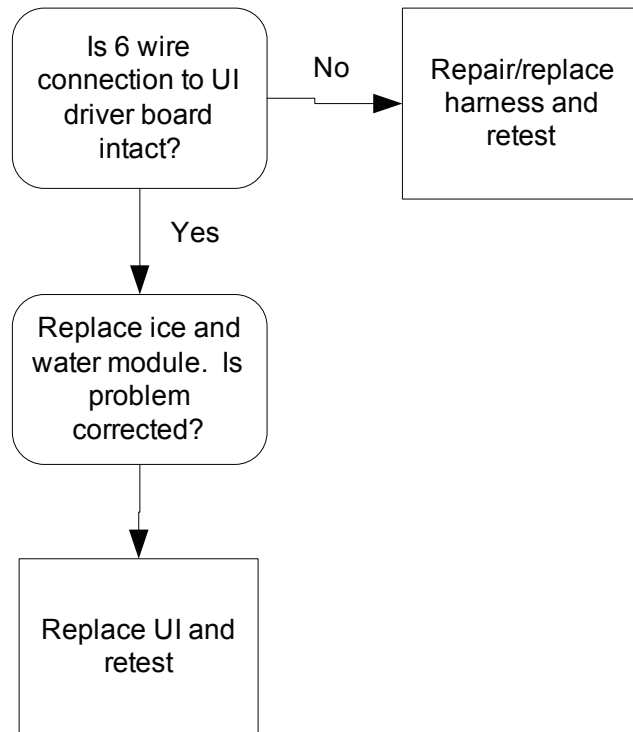 Is 6 wire
connection to UI
driver board
intact?
No
Repair/replace
harness and
retest
Yes
Replace ice and
water module.  Is
problem
corrected?
Replace UI and
retest